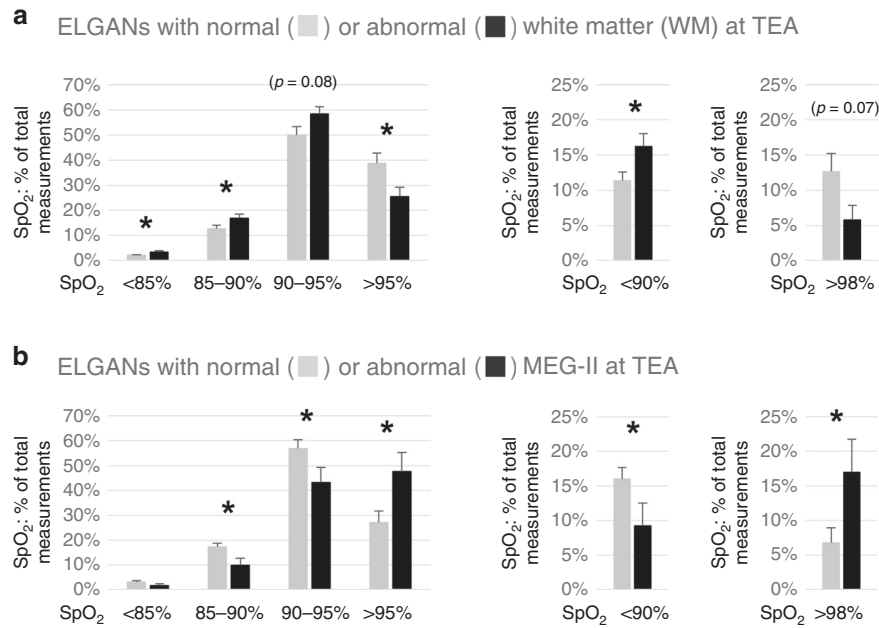 a
ELGANs with normal ( ) or abnormal ( ) white matter (WM) at TEA
SpO2: % of total
measurements
70%
60%
50%
40%
30%
20%
10%
0%
*
*
(p = 0.08)
*
SpO2 <85% 85–90% 90–95% >95%
SpO2: % of total
measurements
25%
20%
15%
10%
5%
0%
*
SpO2 <90%
SpO2: % of total
measurements
25%
20%
15%
10%
5%
0%
(p = 0.07)
SpO2 >98%
b
ELGANs with normal ( ) or abnormal ( ) MEG-II at TEA
SpO2: % of total
measurements
70%
60%
50%
40%
30%
20%
10%
0%
*
*
*
SpO2 <85% 85–90% 90–95% >95%
SpO2: % of total
measurements
25%
20%
15%
10%
5%
0%
*
SpO2 <90%
SpO2: % of total
measurements
25%
20%
15%
10%
5%
0%
*
SpO2 >98%